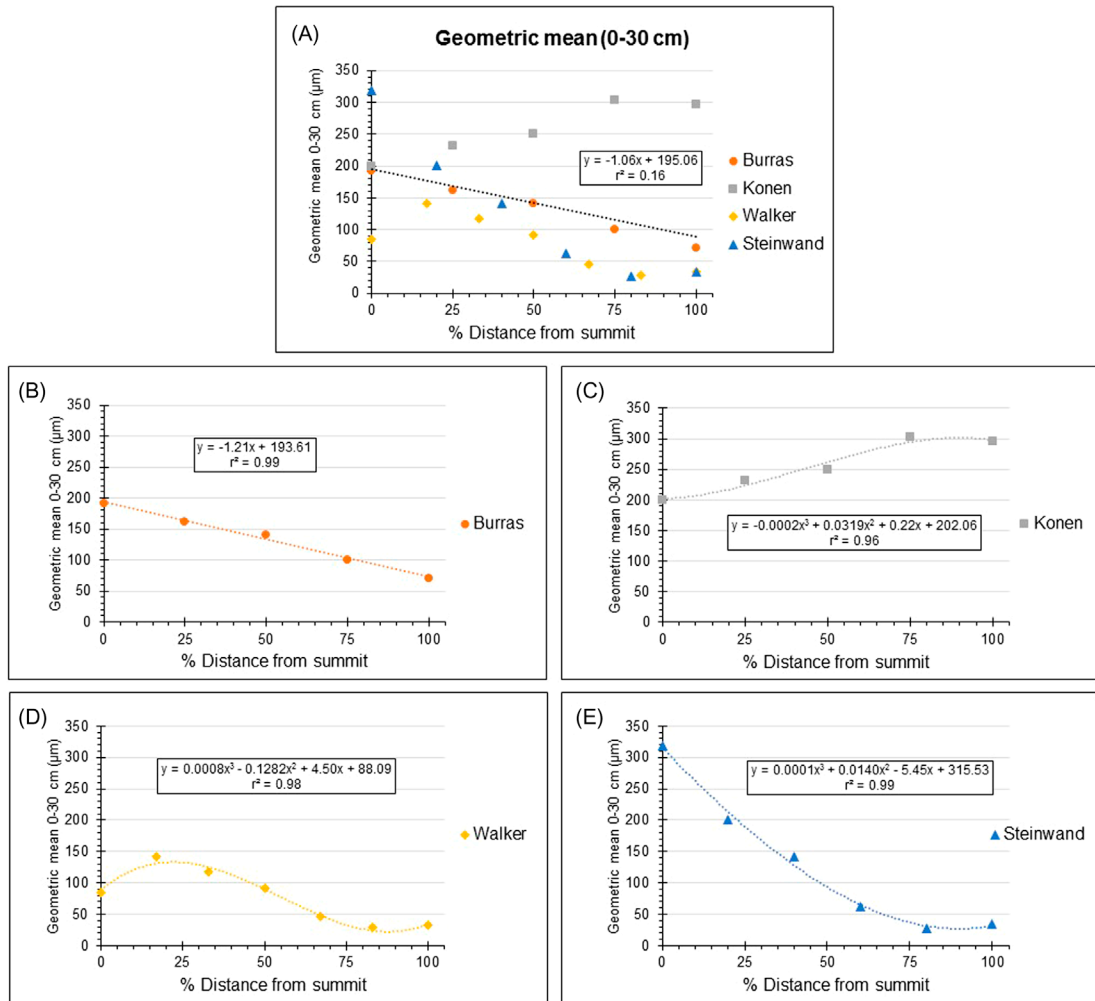 (A)
Geometric mean (0-30 cm)
Geometric mean 0-30 cm (µm)
350
300
250
200
150
100
50
0
y = -1.06x + 195.06
r² = 0.16
0 25 50 75 100
% Distance from summit
Burras
Konen
Walker
Steinwand
(B)
Geometric mean 0-30 cm (µm)
350
300
250
200
150
100
50
0
y = -1.21x + 193.61
r² = 0.99
0 25 50 75 100
% Distance from summit
Burras
(C)
Geometric mean 0-30 cm (µm)
350
300
250
200
150
100
50
0
y = -0.0002x³ + 0.0319x² + 0.22x + 202.06
r² = 0.96
0 25 50 75 100
% Distance from summit
Konen
(D)
Geometric mean 0-30 cm (µm)
350
300
250
200
150
100
50
0
y = 0.0008x³ - 0.1282x² + 4.50x + 88.09
r² = 0.98
0 25 50 75 100
% Distance from summit
Walker
(E)
Geometric mean 0-30 cm (µm)
350
300
250
200
150
100
50
0
y = 0.0001x³ + 0.0140x² - 5.45x + 315.53
r² = 0.99
0 25 50 75 100
% Distance from summit
Steinwand